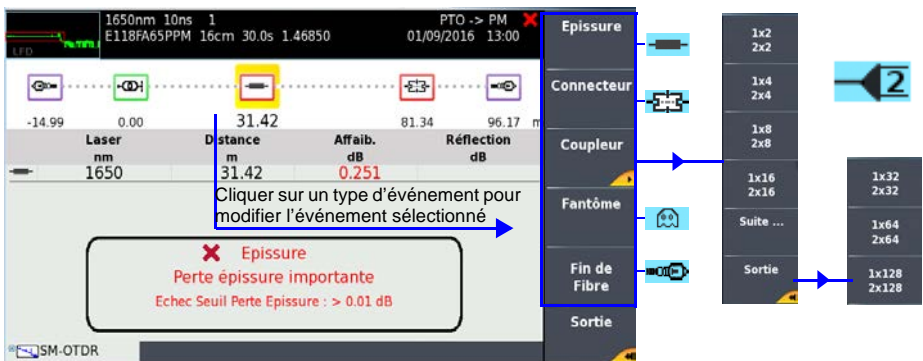 1650nm 10ns 1
PTO -> PM
E118FA65PPM 16cm 30.0s 1.46850
01/09/2016 13:00
LFD
-14.99 0.00 31.42 81.34 96.17 m
Laser Distance Affaib. Réflection
nm m dB dB
1650 31.42 0.251
Cliquer sur un type d'événement pour
modifier l'événement sélectionné
Epissure
Perte épissure importante
Echec Seuil Perte Epissure : > 0.01 dB
SM-OTDR
Epissure
Connecteur
Coupleur
Fantôme
Fin de
Fibre
Sortie
1x2
2x2
1x4
2x4
1x8
2x8
1x16
2x16
Suite ...
Sortie
2
1x32
2x32
1x64
2x64
1x128
2x128